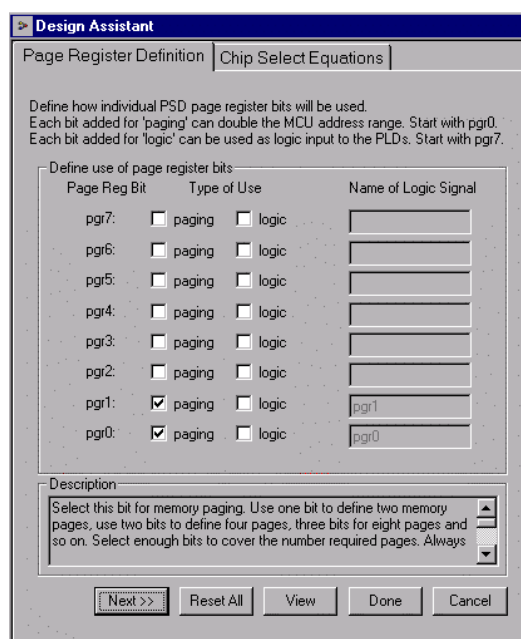 Design Assistant
Page Register Definition Chip Select Equations
Define how individual PSD page register bits will be used.
Each bit added for 'paging' can double the MCU address range. Start with pgr0.
Each bit added for 'logic' can be used as logic input to the PLDs. Start with pgr7.
Define use of page register bits
Page Reg Bit Type of Use Name of Logic Signal
pgr7: paging logic
pgr6: paging logic
pgr5: paging logic
pgr4: paging logic
pgr3: paging logic
pgr2: paging logic
pgr1: paging logic pgr1
pgr0: paging logic pgr0
Description
Select this bit for memory paging. Use one bit to define two memory
pages, use two bits to define four pages, three bits for eight pages and
so on. Select enough bits to cover the number required pages. Always
Next >> Reset All View Done Cancel